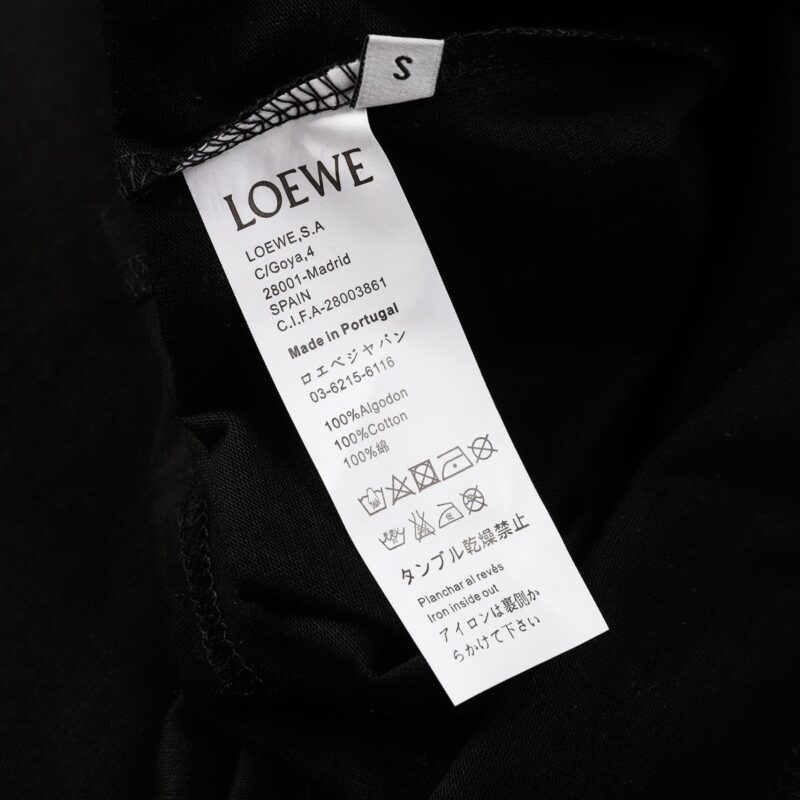 S
LOEWE
LOEWE,S.A
C/Goya,4
28001-Madrid
SPAIN
C.I.F.A-28003861
Made in Portugal
ロエベジャパン
03-6215-6116
100%Algodon
100%Cotton
100%綿
タンブル乾燥禁止
Planchar al revés
Iron inside out
アイロンは裏側か
らかけて下さい